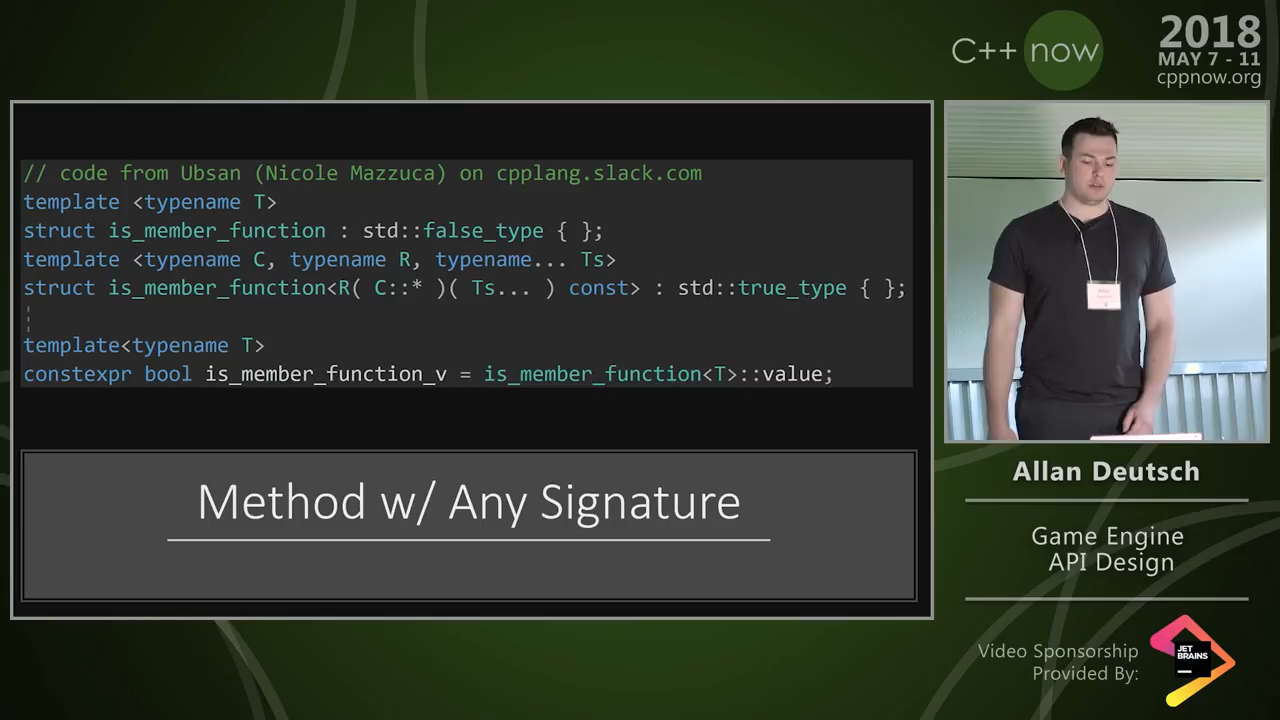 C++ now
2018
MAY 7 - 11
cppnow.org
// code from Ubsan (Nicole Mazzuca) on cpplang.slack.com
template <typename T>
struct is_member_function : std::false_type { };
template <typename C, typename R, typename... Ts>
struct is_member_function<R( C::* )( Ts... ) const> : std::true_type { };
template<typename T>
constexpr bool is_member_function_v = is_member_function<T>::value;
Method w/ Any Signature
Allan Deutsch
Game Engine
API Design
Video Sponsorship
Provided By:
JET
BRAINS